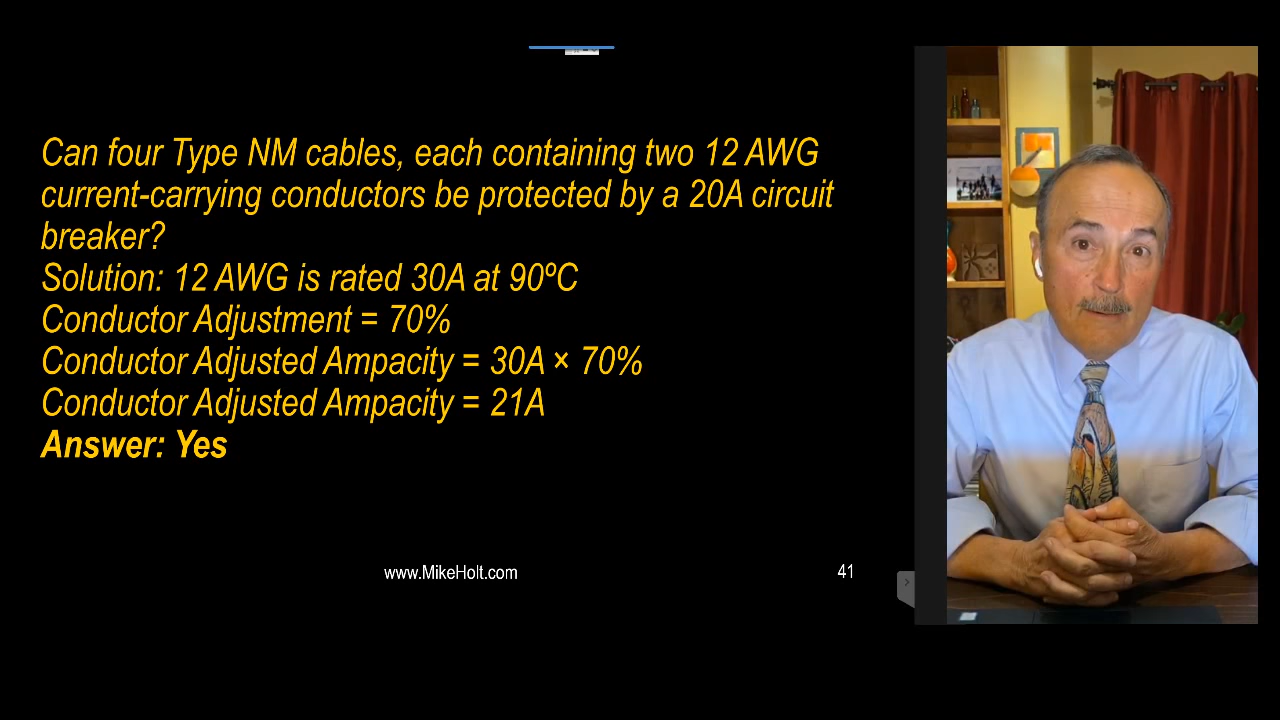 Can four Type NM cables, each containing two 12 AWG
current-carrying conductors be protected by a 20A circuit
breaker?
Solution: 12 AWG is rated 30A at 90ºC
Conductor Adjustment = 70%
Conductor Adjusted Ampacity = 30A × 70%
Conductor Adjusted Ampacity = 21A
Answer: Yes
www.MikeHolt.com
41